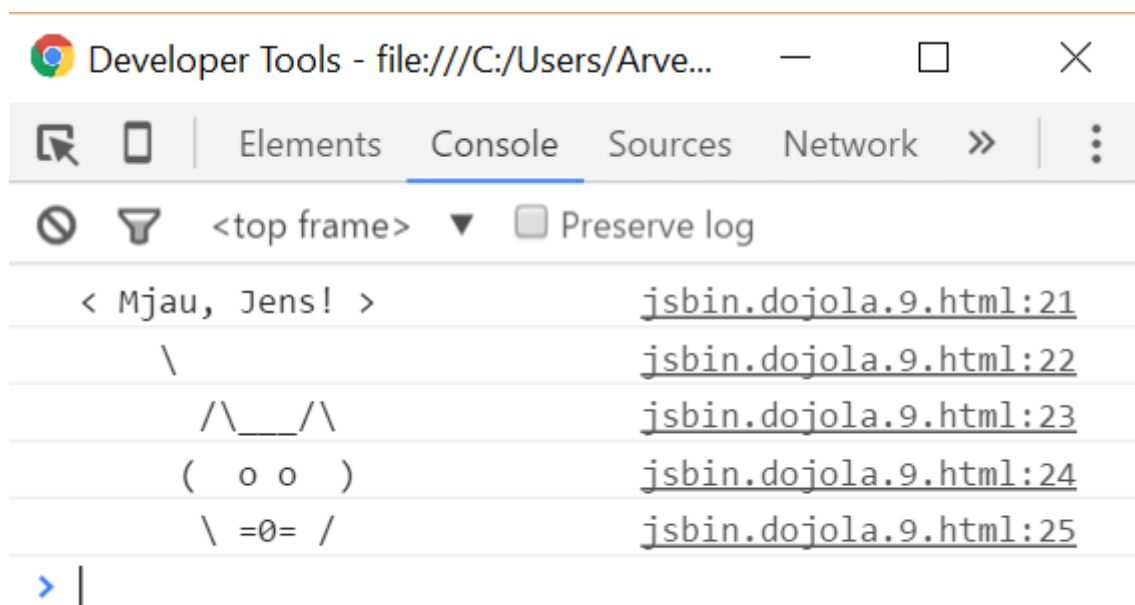 Developer Tools - file:///C:/Users/Arve...
Elements Console Sources Network »
<top frame> ▼ Preserve log
< Mjau, Jens! > jsbin.dojola.9.html:21
\ jsbin.dojola.9.html:22
/\___/\ jsbin.dojola.9.html:23
(  o o  ) jsbin.dojola.9.html:24
\ =0= / jsbin.dojola.9.html:25
>